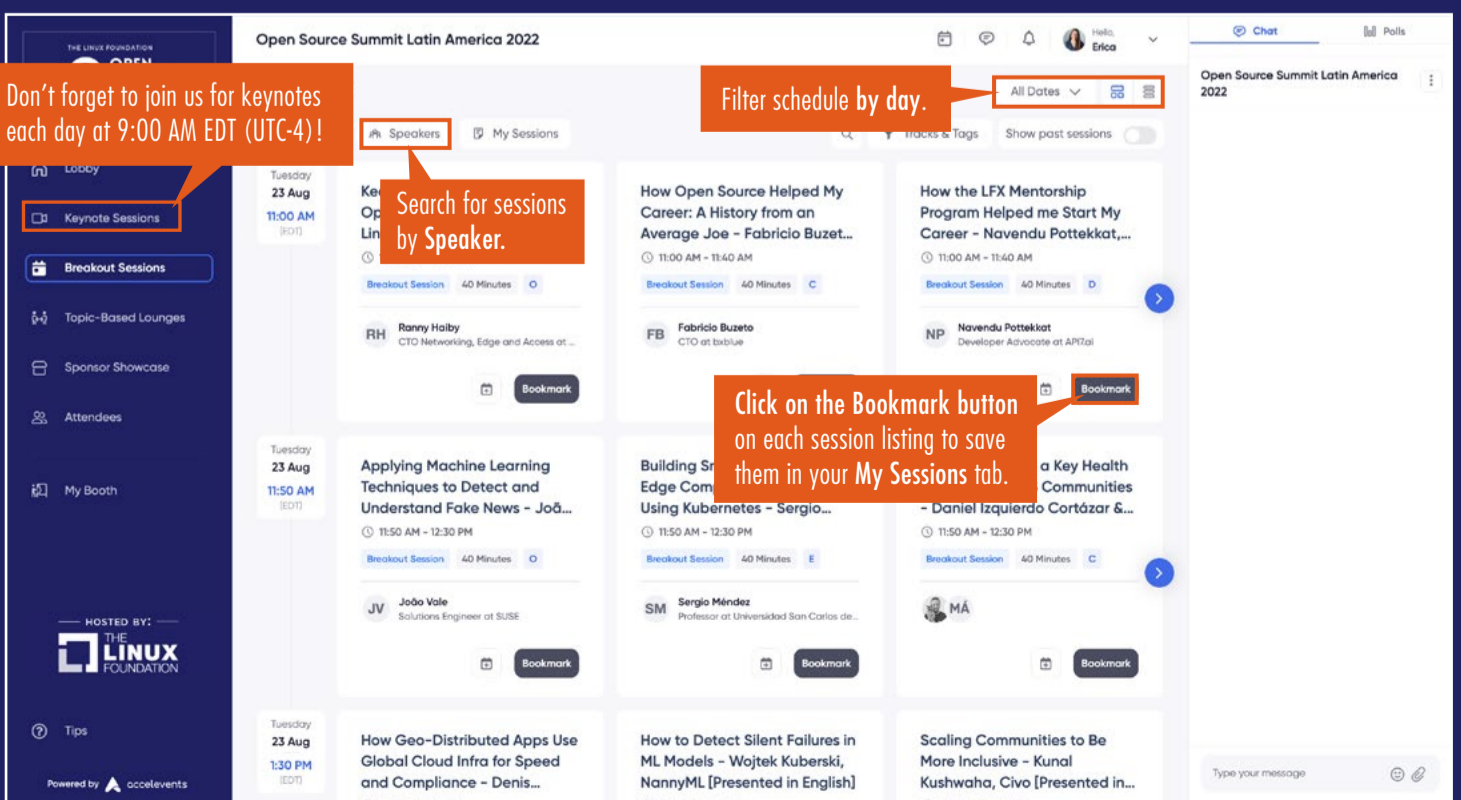 THE LINUX FOUNDATION
OPEN
Don't forget to join us for keynotes
each day at 9:00 AM EDT (UTC-4)!
Lobby
Keynote Sessions
Breakout Sessions
Topic-Based Lounges
Sponsor Showcase
Attendees
My Booth
HOSTED BY:
THE
LINUX
FOUNDATION
Tips
Powered by accelevents
Open Source Summit Latin America 2022
Hello,
Erica
Filter schedule by day.
All Dates
Speakers
My Sessions
Tracks & Tags
Show past sessions
Search for sessions
by Speaker.
Tuesday
23 Aug
11:00 AM
(EDT)
Breakout Session 40 Minutes O
RH
Ranny Haiby
CTO Networking, Edge and Access at ...
Bookmark
How Open Source Helped My
Career: A History from an
Average Joe - Fabricio Buzet...
11:00 AM - 11:40 AM
Breakout Session 40 Minutes C
FB
Fabricio Buzeto
CTO at bxblue
How the LFX Mentorship
Program Helped me Start My
Career - Navendu Pottekkat,...
11:00 AM - 11:40 AM
Breakout Session 40 Minutes D
NP
Navendu Pottekkat
Developer Advocate at API7.ai
Bookmark
Click on the Bookmark button
on each session listing to save
them in your My Sessions tab.
Tuesday
23 Aug
11:50 AM
(EDT)
Applying Machine Learning
Techniques to Detect and
Understand Fake News - Joã...
11:50 AM - 12:30 PM
Breakout Session 40 Minutes O
JV
João Vale
Solutions Engineer at SUSE
Bookmark
Building
Edge
Using Kubernetes - Sergio...
11:50 AM - 12:30 PM
Breakout Session 40 Minutes E
SM
Sergio Méndez
Professor at Universidad San Carlos de...
Bookmark
a Key Health
Communities
- Daniel Izquierdo Cortázar &...
11:50 AM - 12:30 PM
Breakout Session 40 Minutes C
MÁ
Bookmark
Tuesday
23 Aug
1:30 PM
(EDT)
How Geo-Distributed Apps Use
Global Cloud Infra for Speed
and Compliance - Denis...
How to Detect Silent Failures in
ML Models - Wojtek Kuberski,
NannyML [Presented in English]
Scaling Communities to Be
More Inclusive - Kunal
Kushwaha, Civo [Presented in...
Chat
Polls
Open Source Summit Latin America
2022
Type your message